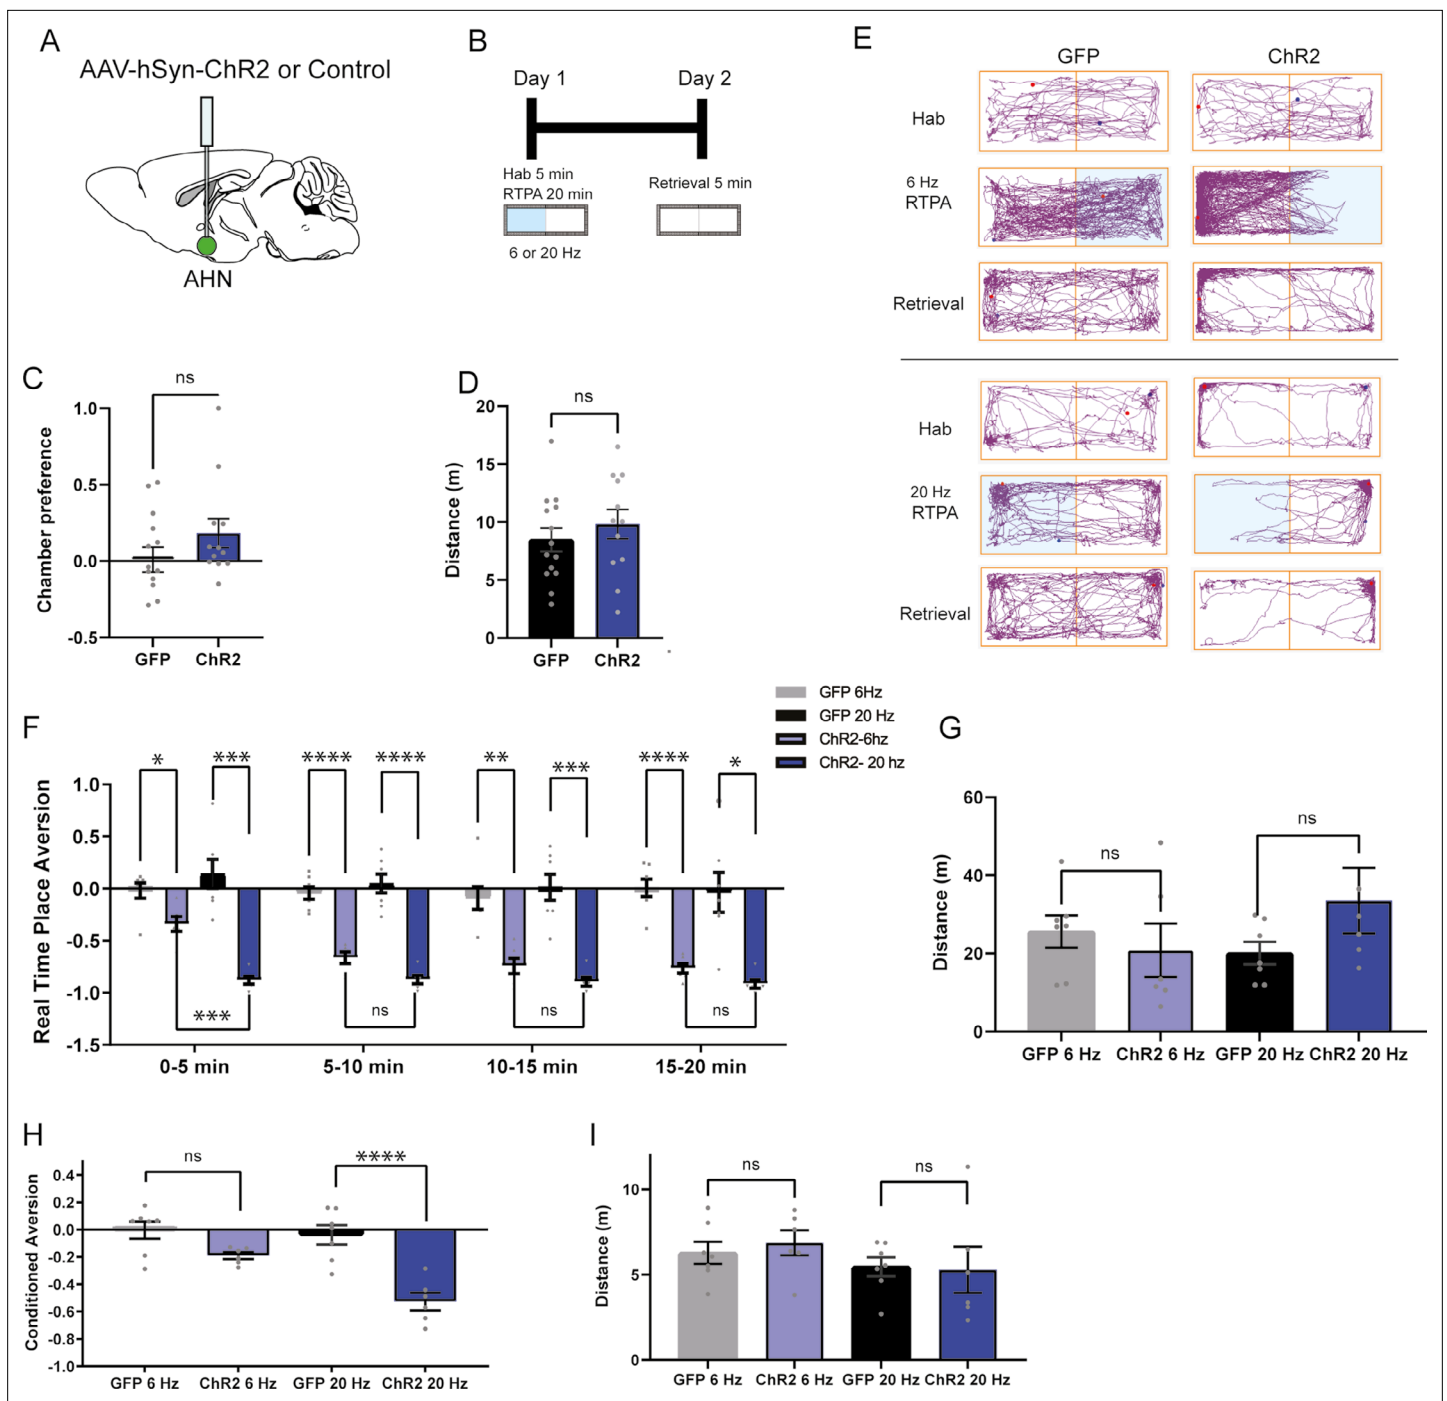 A
AAV-hSyn-ChR2 or Control
AHN
B
Day 1
Day 2
Hab 5 min
RTPA 20 min
Retrieval 5 min
6 or 20 Hz
E
GFP
ChR2
Hab
6 Hz
RTPA
Retrieval
Hab
20 Hz
RTPA
Retrieval
C
ns
Chamber preference
1.0
0.5
0.0
-0.5
GFP
ChR2
D
ns
Distance (m)
20
15
10
5
0
GFP
ChR2
F
GFP 6Hz
GFP 20 Hz
ChR2-6hz
ChR2- 20 hz
* *** **** **** ** *** **** *
Real Time Place Aversion
1.0
0.5
0.0
-0.5
-1.0
-1.5
*** ns ns ns
0-5 min
5-10 min
10-15 min
15-20 min
G
ns
ns
Distance (m)
60
40
20
0
GFP 6 Hz
ChR2 6 Hz
GFP 20 Hz
ChR2 20 Hz
H
ns
****
Conditioned Aversion
0.4
0.2
0.0
-0.2
-0.4
-0.6
-0.8
-1.0
GFP 6 Hz
ChR2 6 Hz
GFP 20 Hz
ChR2 20 Hz
I
ns
ns
Distance (m)
10
5
0
GFP 6 Hz
ChR2 6 Hz
GFP 20 Hz
ChR2 20 Hz